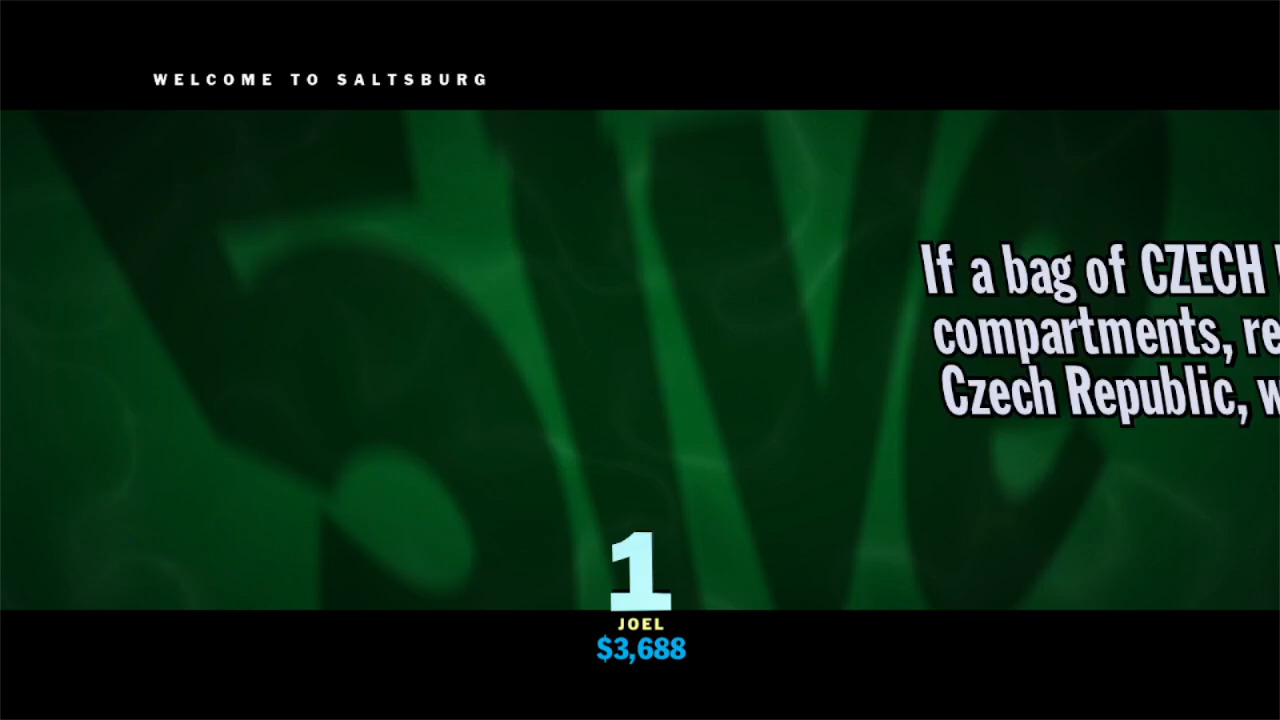 WELCOME TO SALTSBURG
If a bag of CZECH
compartments, re
Czech Republic, w
1
JOEL
$3,688